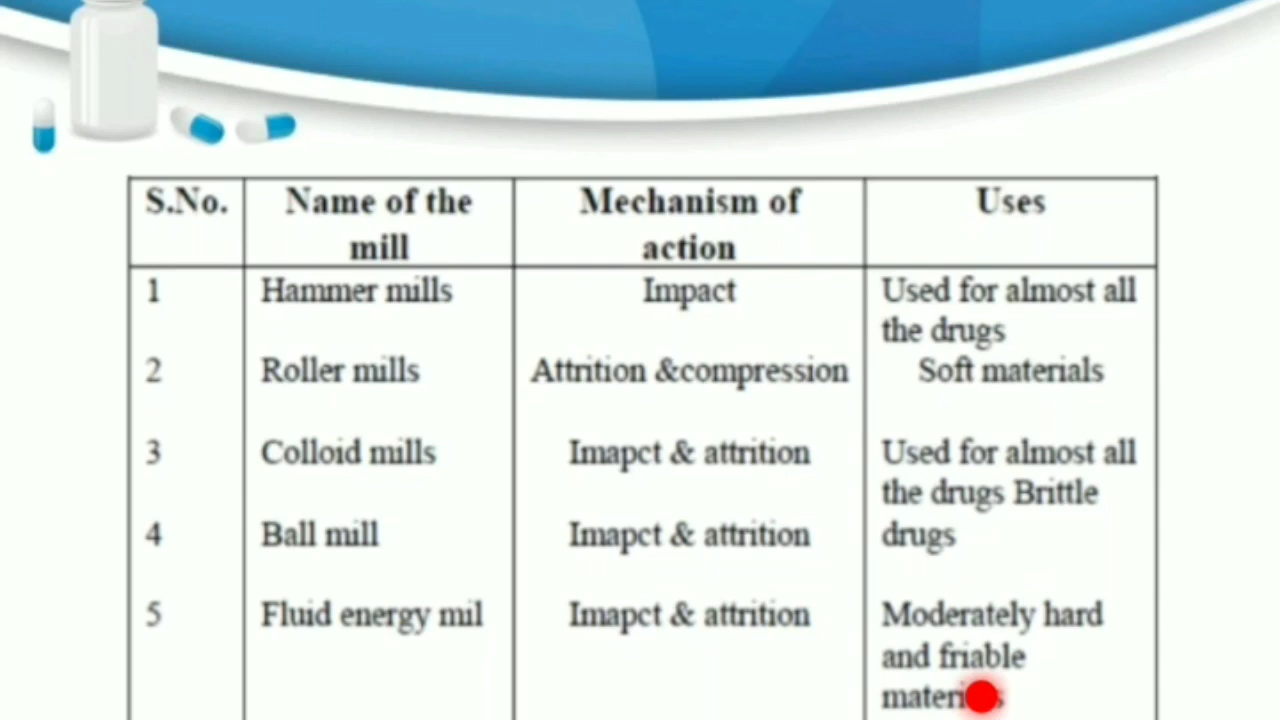 S.No. Name of the mill Mechanism of action Uses
1 Hammer mills Impact Used for almost all
the drugs
2 Roller mills Attrition &compression Soft materials
3 Colloid mills Imapct & attrition Used for almost all
the drugs Brittle
4 Ball mill Imapct & attrition drugs
5 Fluid energy mil Imapct & attrition Moderately hard
and friable